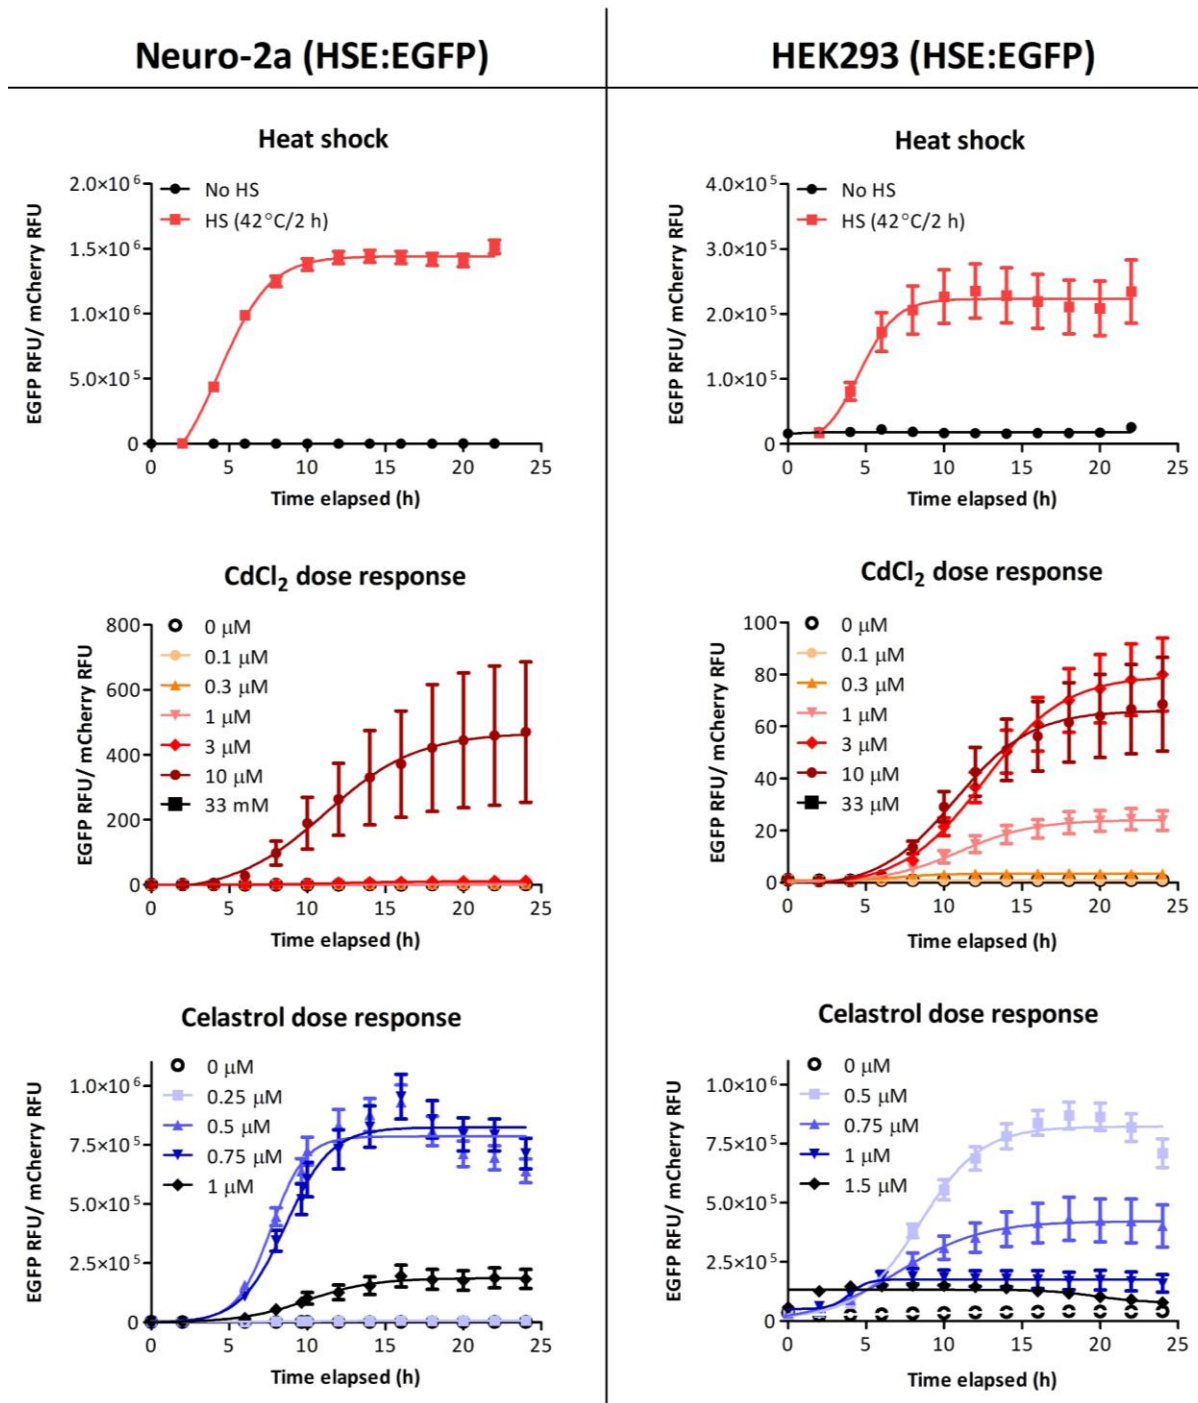 Neuro-2a (HSE:EGFP)
HEK293 (HSE:EGFP)
Heat shock
EGFP RFU/ mCherry RFU
2.0×10⁶
1.5×10⁶
1.0×10⁶
5.0×10⁵
0
No HS
HS (42°C/2 h)
0 5 10 15 20 25
Time elapsed (h)
Heat shock
EGFP RFU/ mCherry RFU
4.0×10⁵
3.0×10⁵
2.0×10⁵
1.0×10⁵
0
No HS
HS (42°C/2 h)
0 5 10 15 20 25
Time elapsed (h)
CdCl₂ dose response
EGFP RFU/ mCherry RFU
800
600
400
200
0
0 μM
0.1 μM
0.3 μM
1 μM
3 μM
10 μM
33 mM
0 5 10 15 20 25
Time elapsed (h)
CdCl₂ dose response
EGFP RFU/ mCherry RFU
100
80
60
40
20
0
0 μM
0.1 μM
0.3 μM
1 μM
3 μM
10 μM
33 μM
0 5 10 15 20 25
Time elapsed (h)
Celastrol dose response
EGFP RFU/ mCherry RFU
1.0×10⁶
7.5×10⁵
5.0×10⁵
2.5×10⁵
0
0 μM
0.25 μM
0.5 μM
0.75 μM
1 μM
0 5 10 15 20 25
Time elapsed (h)
Celastrol dose response
EGFP RFU/ mCherry RFU
1.0×10⁶
7.5×10⁵
5.0×10⁵
2.5×10⁵
0
0 μM
0.5 μM
0.75 μM
1 μM
1.5 μM
0 5 10 15 20 25
Time elapsed (h)